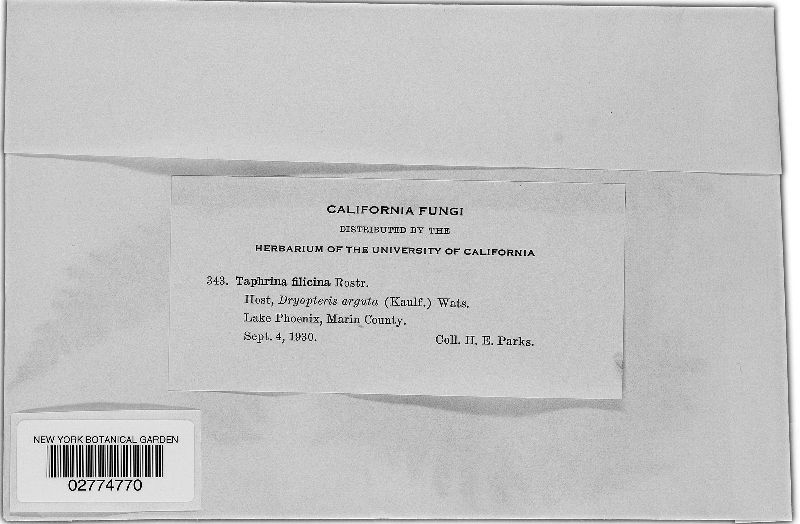 CALIFORNIA FUNGI
DISTRIBUTED BY THE
HERBARIUM OF THE UNIVERSITY OF CALIFORNIA
343. Taphrina filicina Rostr.
Host, Dryopteris arguta (Kaulf.) Wats.
Lake Phoenix, Marin County.
Sept. 4, 1930. Coll. H. E. Parks.
NEW YORK BOTANICAL GARDEN
02774770